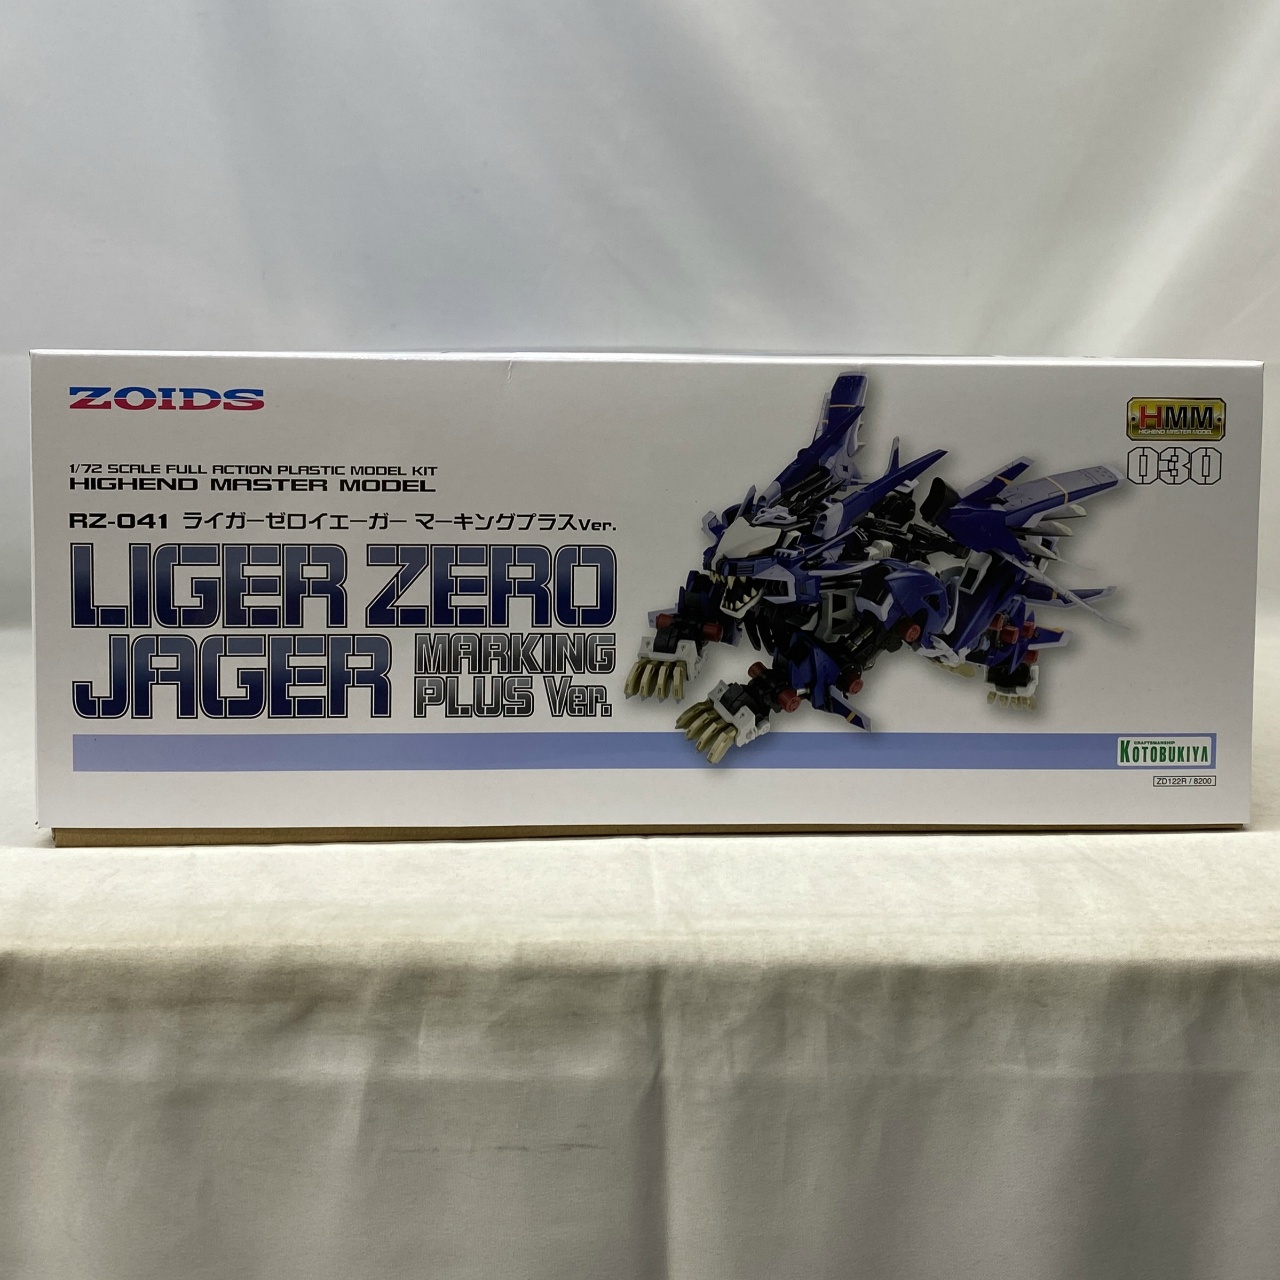 ZOIDS
1/72 SCALE FULL ACTION PLASTIC MODEL KIT
HIGHEND MASTER MODEL
RZ-041 ライガーゼロイエーガー マーキングプラスVer.
LIGER ZERO
JAGER MARKING
PLUS Ver.
HMM
HIGHEND MASTER MODEL
030
CRAFTSMANSHIP
KOTOBUKIYA
ZD122R / 8200